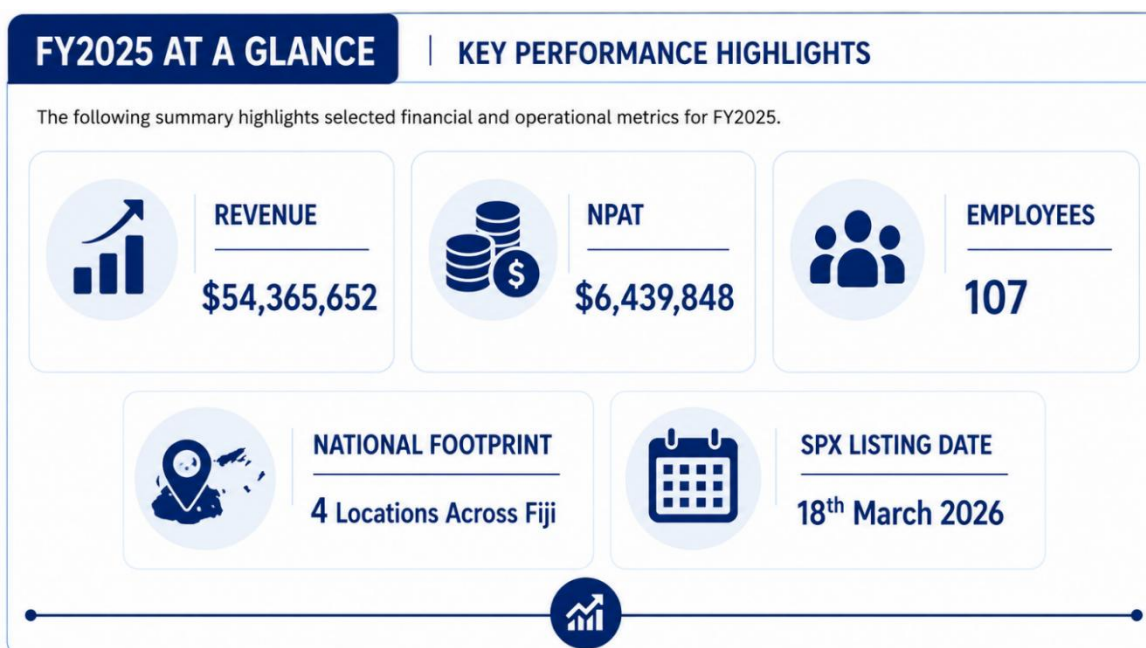 FY2025 AT A GLANCE | KEY PERFORMANCE HIGHLIGHTS
The following summary highlights selected financial and operational metrics for FY2025.
REVENUE
$54,365,652
NPAT
$
$6,439,848
EMPLOYEES
107
NATIONAL FOOTPRINT
4 Locations Across Fiji
SPX LISTING DATE
18th March 2026